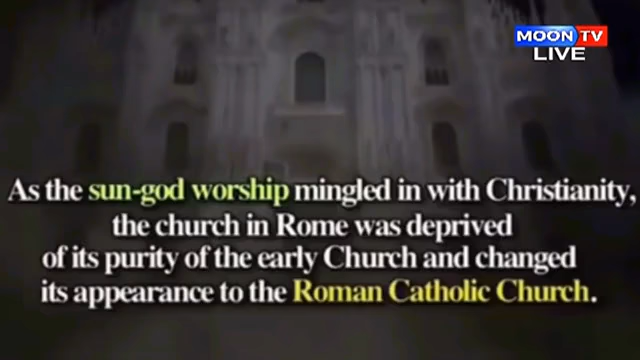 MOON TV
LIVE
As the sun-god worship mingled in with Christianity,
the church in Rome was deprived
of its purity of the early Church and changed
its appearance to the Roman Catholic Church.